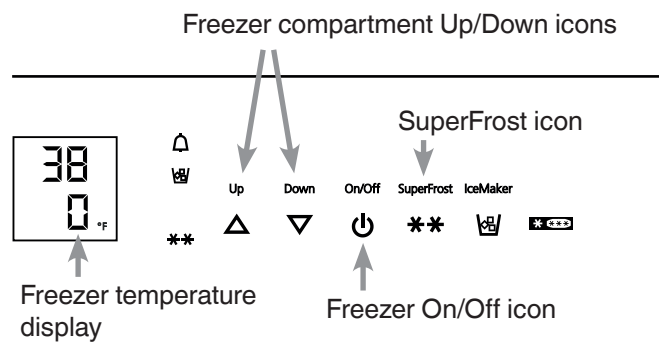 Freezer compartment Up/Down icons
SuperFrost icon
38
Up Down On/Off SuperFrost IceMaker
0 °F
Freezer temperature
display
Freezer On/Off icon